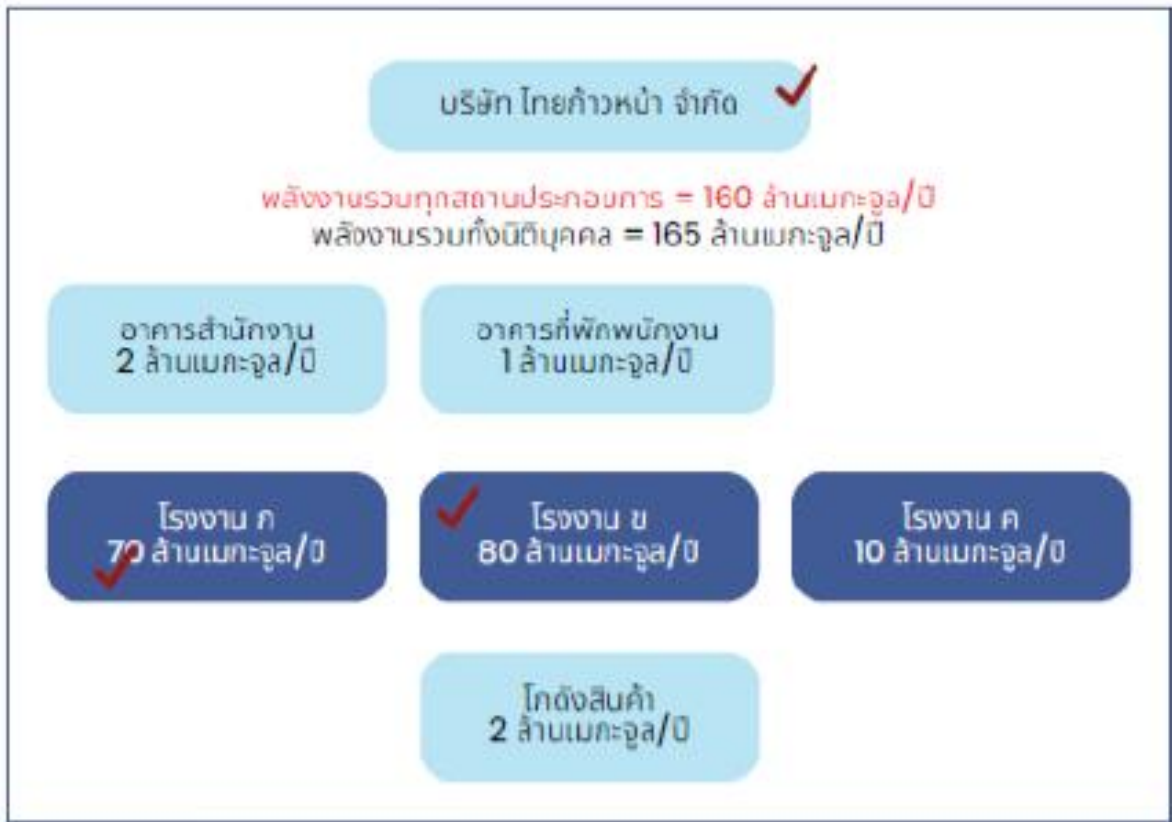 บริษัท ไทยก้าวหน้า จำกัด
พลังงานรวมทุกสถานประกอบการ = 160 ล้านเมกะจูล/ปี
พลังงานรวมทั้งนิติบุคคล = 165 ล้านเมกะจูล/ปี
อาคารสำนักงาน
2 ล้านเมกะจูล/ปี
อาคารที่พักพนักงาน
1 ล้านเมกะจูล/ปี
โรงงาน ก
70 ล้านเมกะจูล/ปี
โรงงาน ข
80 ล้านเมกะจูล/ปี
โรงงาน ค
10 ล้านเมกะจูล/ปี
โกดังสินค้า
2 ล้านเมกะจูล/ปี